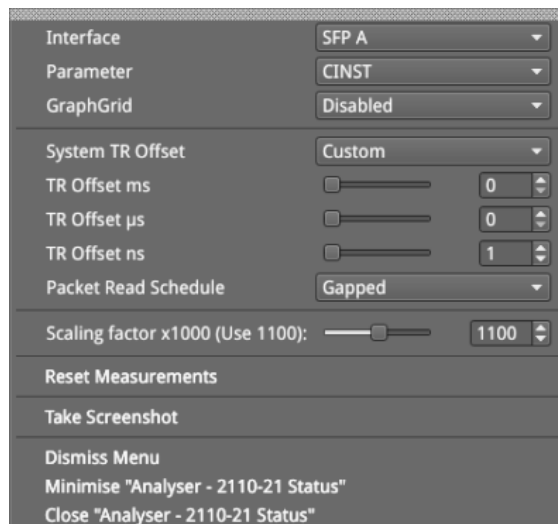 Interface SFP A
Parameter CINST
GraphGrid Disabled
System TR Offset Custom
TR Offset ms 0
TR Offset µs 0
TR Offset ns 1
Packet Read Schedule Gapped
Scaling factor x1000 (Use 1100): 1100
Reset Measurements
Take Screenshot
Dismiss Menu
Minimise "Analyser - 2110-21 Status"
Close "Analyser - 2110-21 Status"